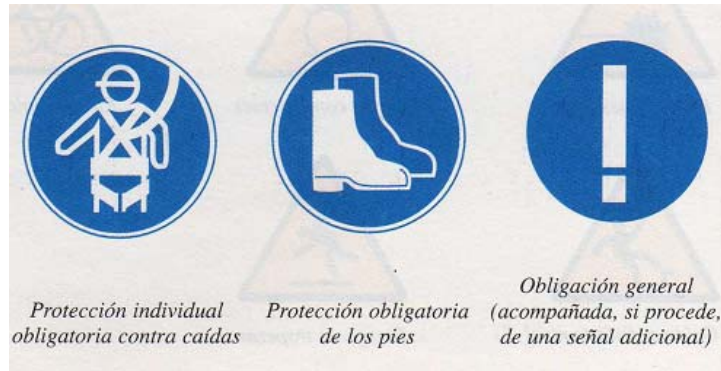 Protección individual
obligatoria contra caídas
Protección obligatoria
de los pies
Obligación general
(acompañada, si procede,
de una señal adicional)